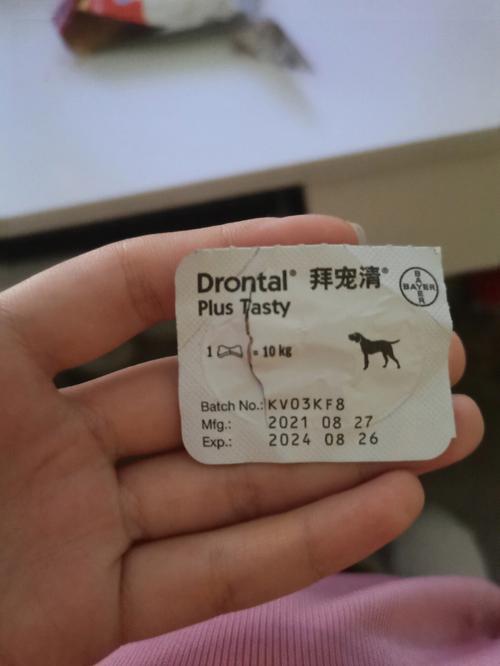 Drontal® 拜宠清®
Plus Tasty
BAYER
BAYER
1 = 10 kg
Batch No.: KV03KF8
Mfg.: 2021 08 27
Exp.: 2024 08 26